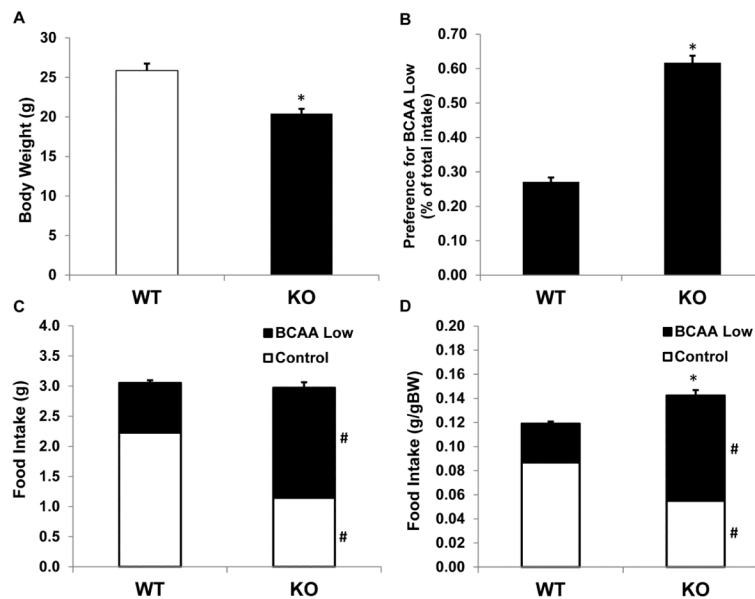 A
Body Weight (g)
30
25
20
15
10
5
0
*
WT
KO
B
Preference for BCAA Low
(% of total intake)
0.70
0.60
0.50
0.40
0.30
0.20
0.10
0.00
*
WT
KO
C
Food Intake (g)
4.0
3.5
3.0
2.5
2.0
1.5
1.0
0.5
0.0
BCAA Low
Control
#
#
WT
KO
D
Food Intake (g/gBW)
0.20
0.18
0.16
0.14
0.12
0.10
0.08
0.06
0.04
0.02
0.00
BCAA Low
Control
*
#
#
WT
KO